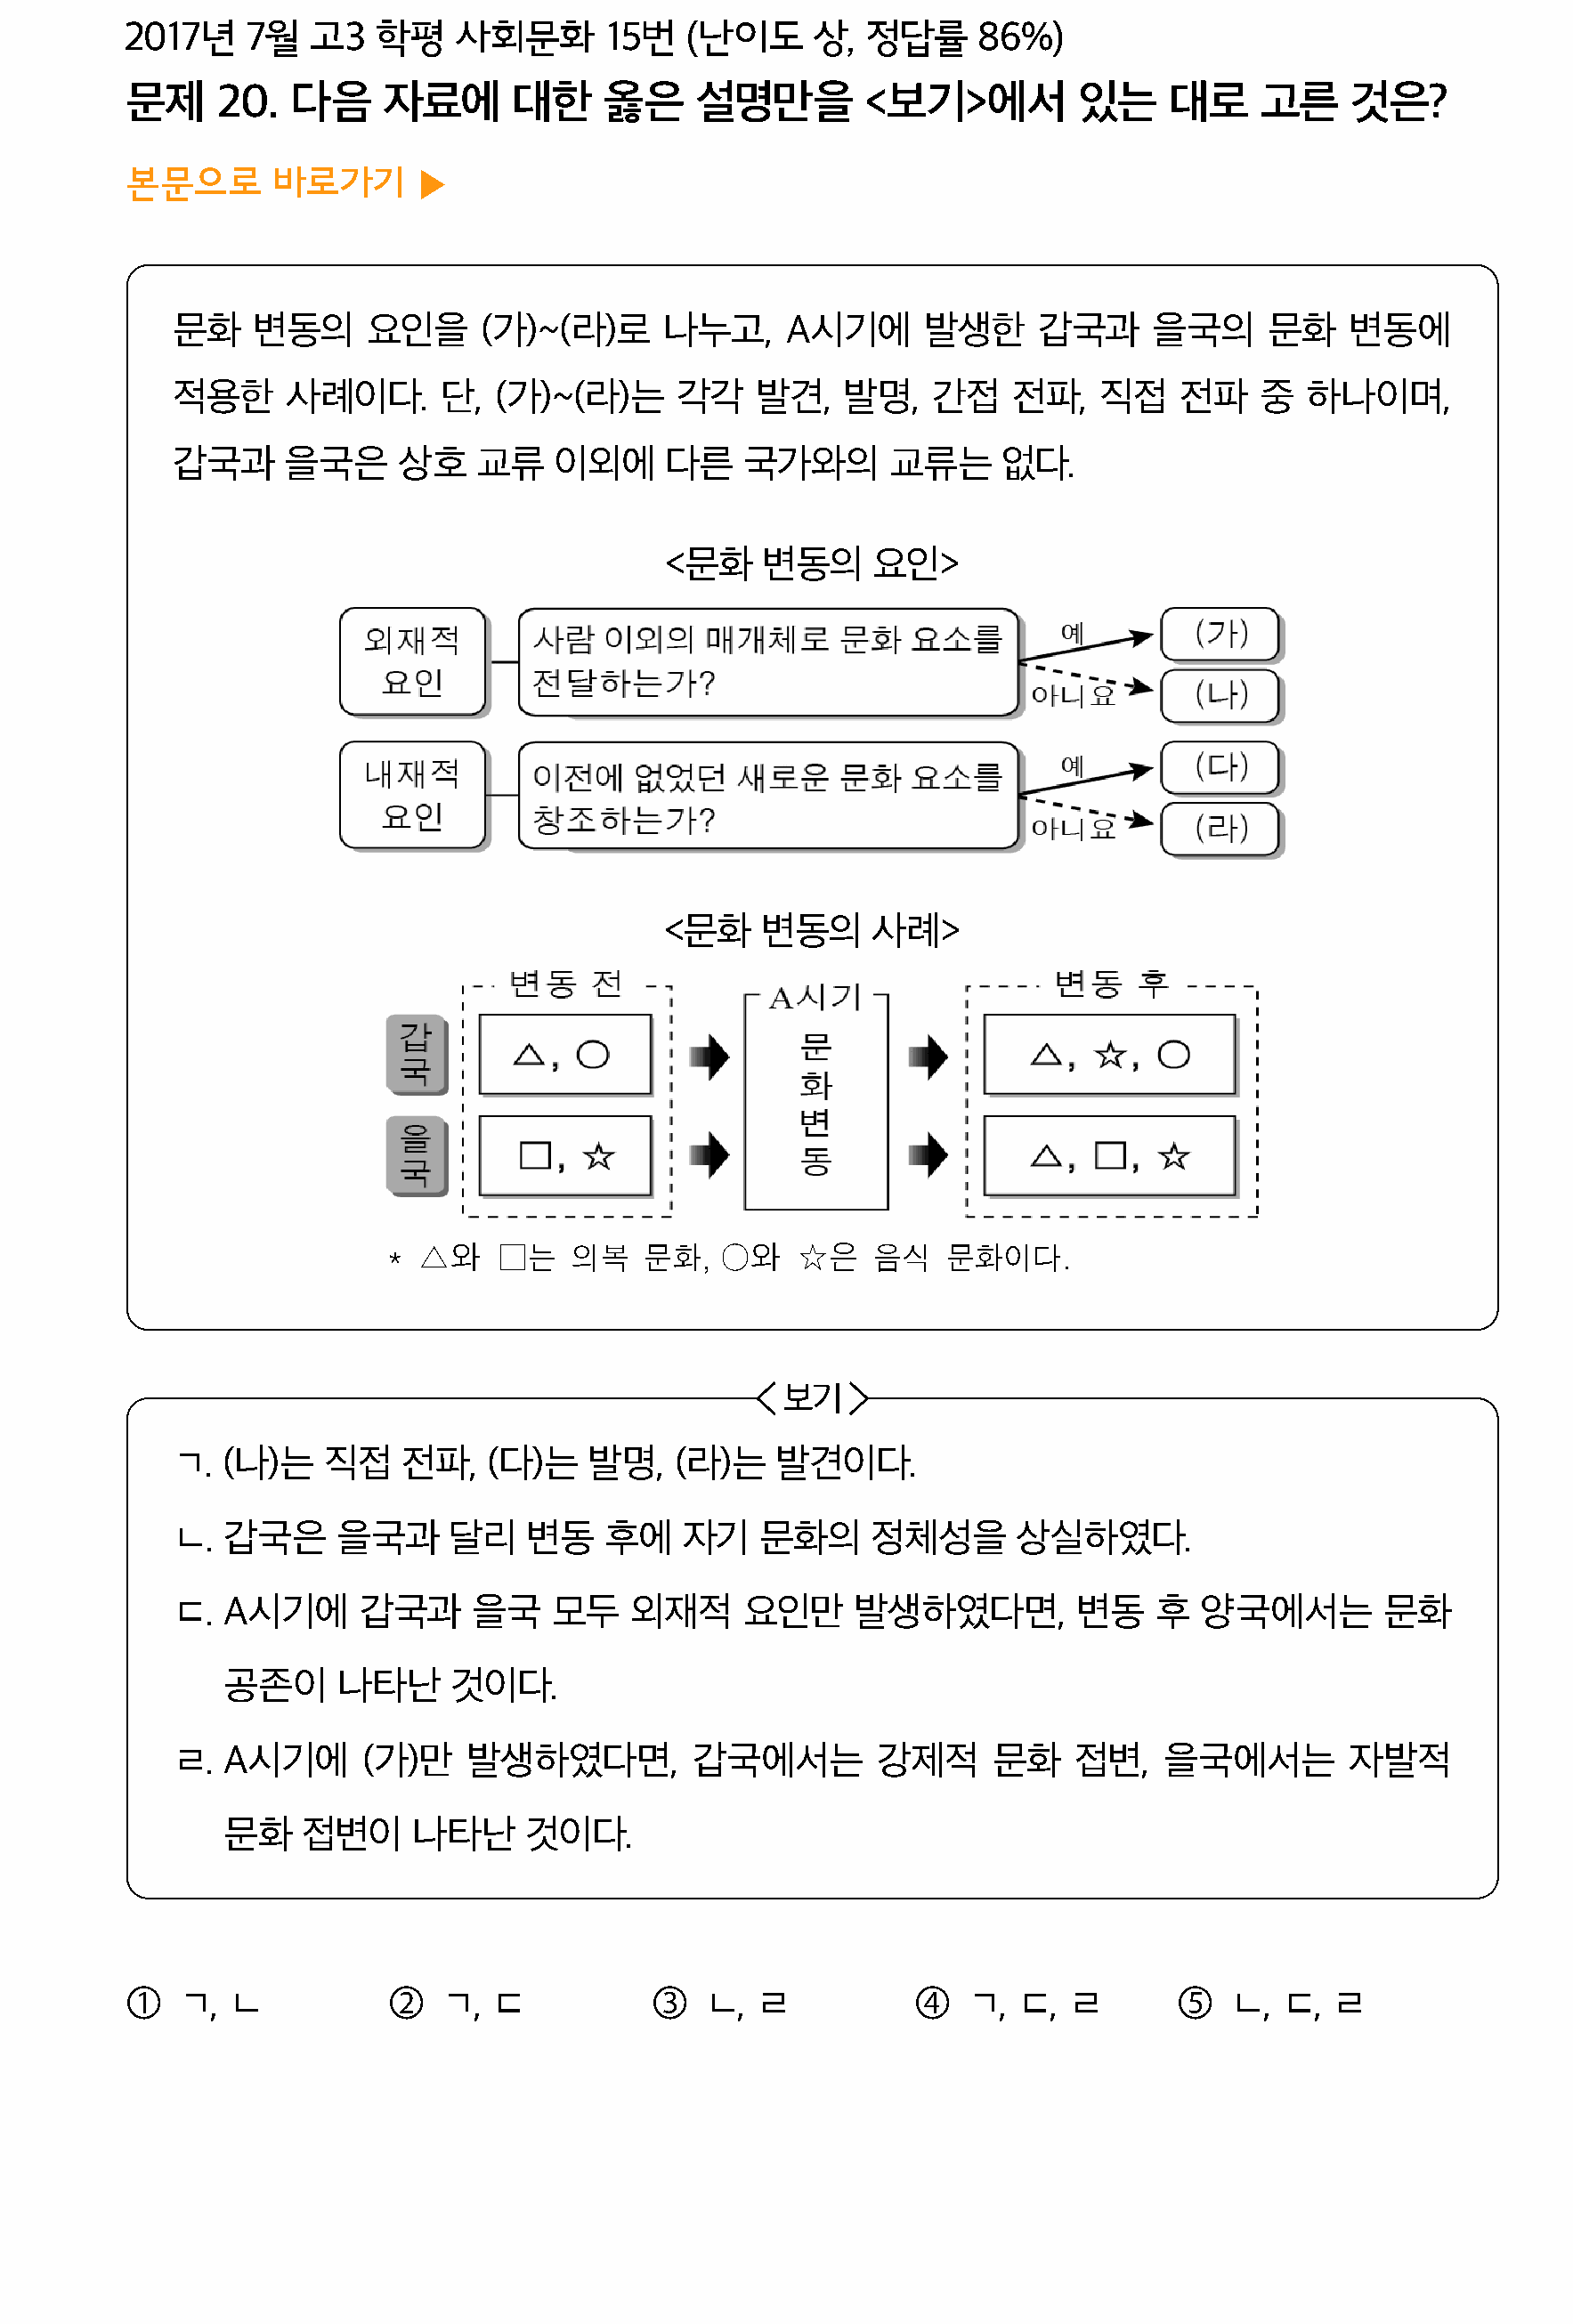 2017년 7월 고3 학평 사회문화 15번 (난이도 상, 정답률 86%)
문제 20. 다음 자료에 대한 옳은 설명만을 <보기>에서 있는 대로 고른 것은?
본문으로 바로가기 ▶
문화 변동의 요인을 (가)~(라)로 나누고, A시기에 발생한 갑국과 을국의 문화 변동에
적용한 사례이다. 단, (가)~(라)는 각각 발견, 발명, 간접 전파, 직접 전파 중 하나이며,
갑국과 을국은 상호 교류 이외에 다른 국가와의 교류는 없다.
<문화 변동의 요인>
외재적 요인
사람 이외의 매개체로 문화 요소를
전달하는가?
예
(가)
아니요
(나)
내재적 요인
이전에 없었던 새로운 문화 요소를
창조하는가?
예
(다)
아니요
(라)
<문화 변동의 사례>
변동 전
A시기
변동 후
갑국
△, ○
문화변동
△, ☆, ○
을국
□, ☆
△, □, ☆
* △와 □는 의복 문화, ○와 ☆은 음식 문화이다.
<보기>
ㄱ. (나)는 직접 전파, (다)는 발명, (라)는 발견이다.
ㄴ. 갑국은 을국과 달리 변동 후에 자기 문화의 정체성을 상실하였다.
ㄷ. A시기에 갑국과 을국 모두 외재적 요인만 발생하였다면, 변동 후 양국에서는 문화
공존이 나타난 것이다.
ㄹ. A시기에 (가)만 발생하였다면, 갑국에서는 강제적 문화 접변, 을국에서는 자발적
문화 접변이 나타난 것이다.
① ㄱ, ㄴ ② ㄱ, ㄷ ③ ㄴ, ㄹ ④ ㄱ, ㄷ, ㄹ ⑤ ㄴ, ㄷ, ㄹ